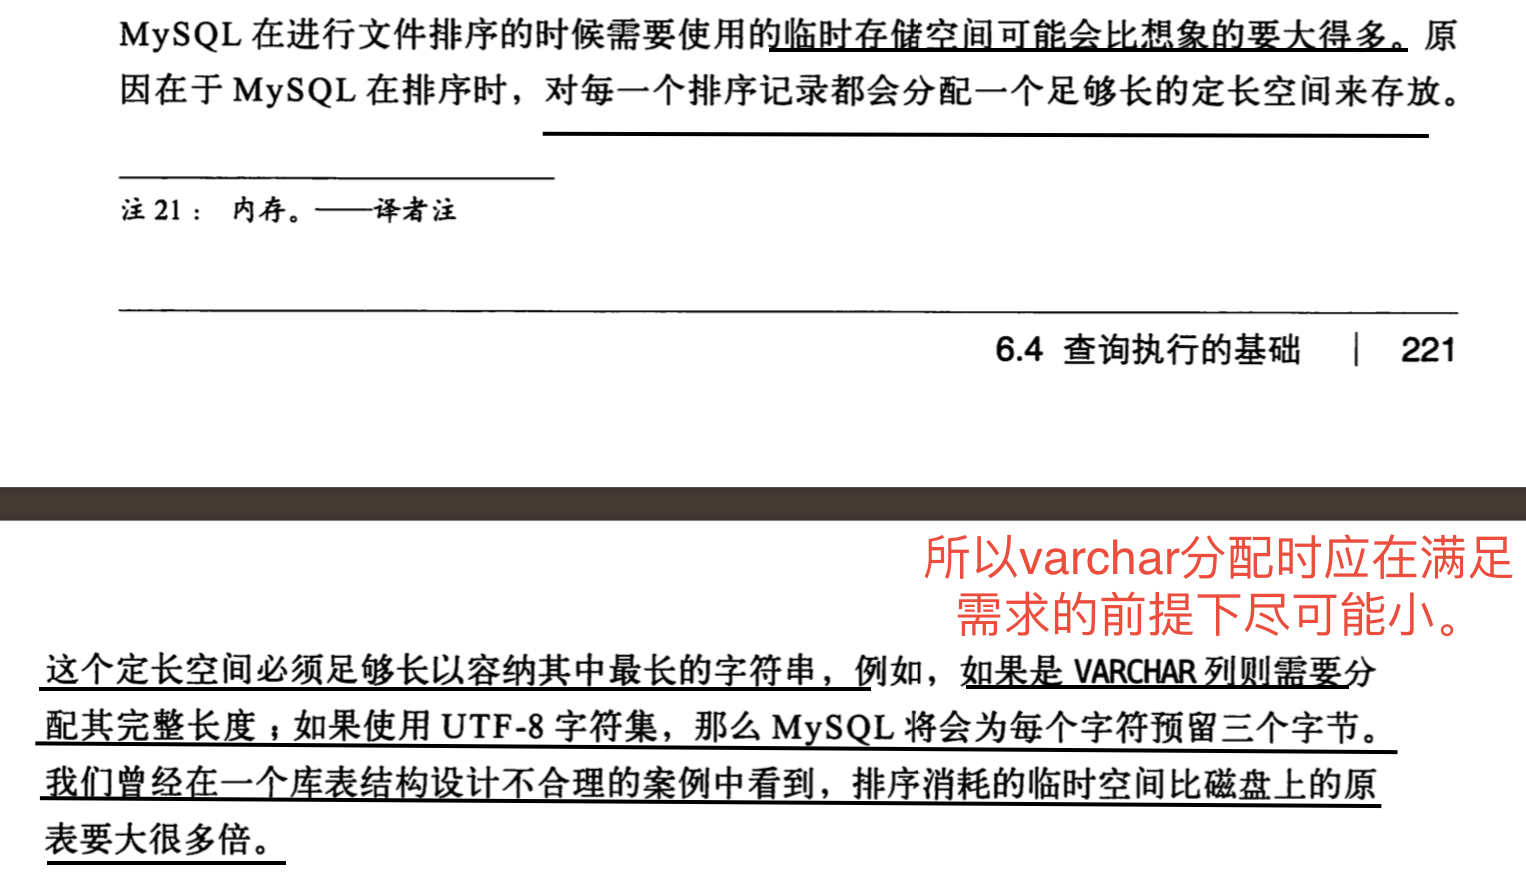 MySQL 在进行文件排序的时候需要使用的临时存储空间可能会比想象的要大得多。原
因在于 MySQL 在排序时，对每一个排序记录都会分配一个足够长的定长空间来存放。
注 21： 内存。——译者注
6.4 查询执行的基础 | 221
所以varchar分配时应在满足
需求的前提下尽可能小。
这个定长空间必须足够长以容纳其中最长的字符串，例如，如果是 VARCHAR 列则需要分
配其完整长度；如果使用 UTF-8 字符集，那么 MySQL 将会为每个字符预留三个字节。
我们曾经在一个库表结构设计不合理的案例中看到，排序消耗的临时空间比磁盘上的原
表要大很多倍。